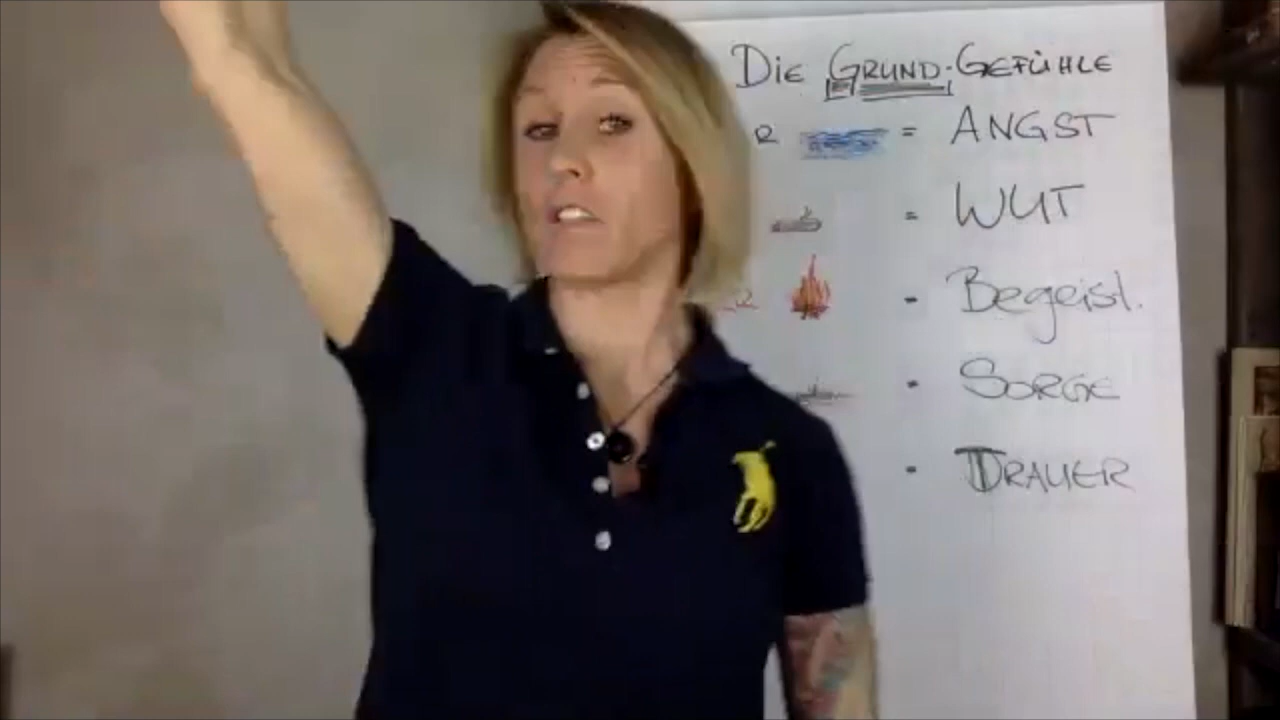 DIE GRUND-GEFÜHLE
R = ANGST
= WUT
- Begeist.
- SORGE
- TRAUER